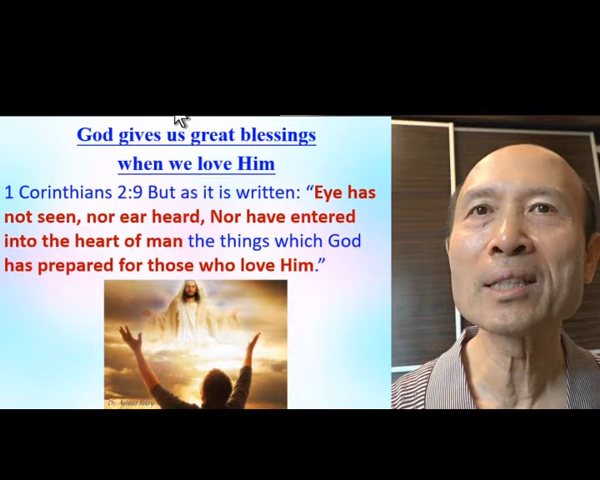 God gives us great blessings
when we love Him
1 Corinthians 2:9 But as it is written: “Eye has
not seen, nor ear heard, Nor have entered
into the heart of man the things which God
has prepared for those who love Him.”